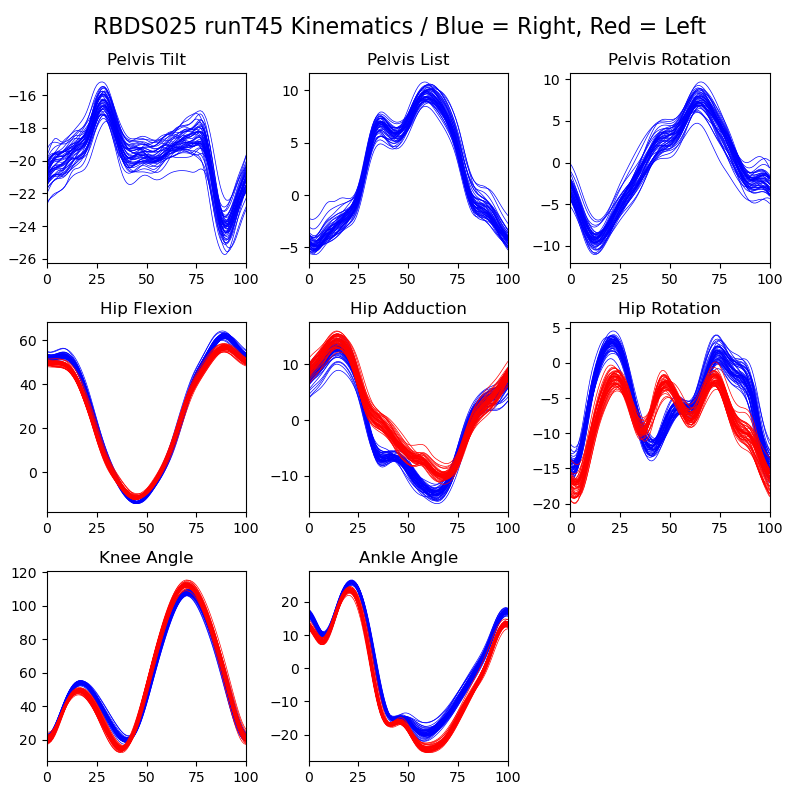 RBDS025 runT45 Kinematics / Blue = Right, Red = Left
Pelvis Tilt
Pelvis List
Pelvis Rotation
−16
−18
−20
−22
−24
−26
0 25 50 75 100
10
5
0
−5
0 25 50 75 100
10
5
0
−5
−10
0 25 50 75 100
Hip Flexion
Hip Adduction
Hip Rotation
60
40
20
0
0 25 50 75 100
10
0
−10
0 25 50 75 100
5
0
−5
−10
−15
−20
0 25 50 75 100
Knee Angle
Ankle Angle
120
100
80
60
40
20
0 25 50 75 100
20
10
0
−10
−20
0 25 50 75 100